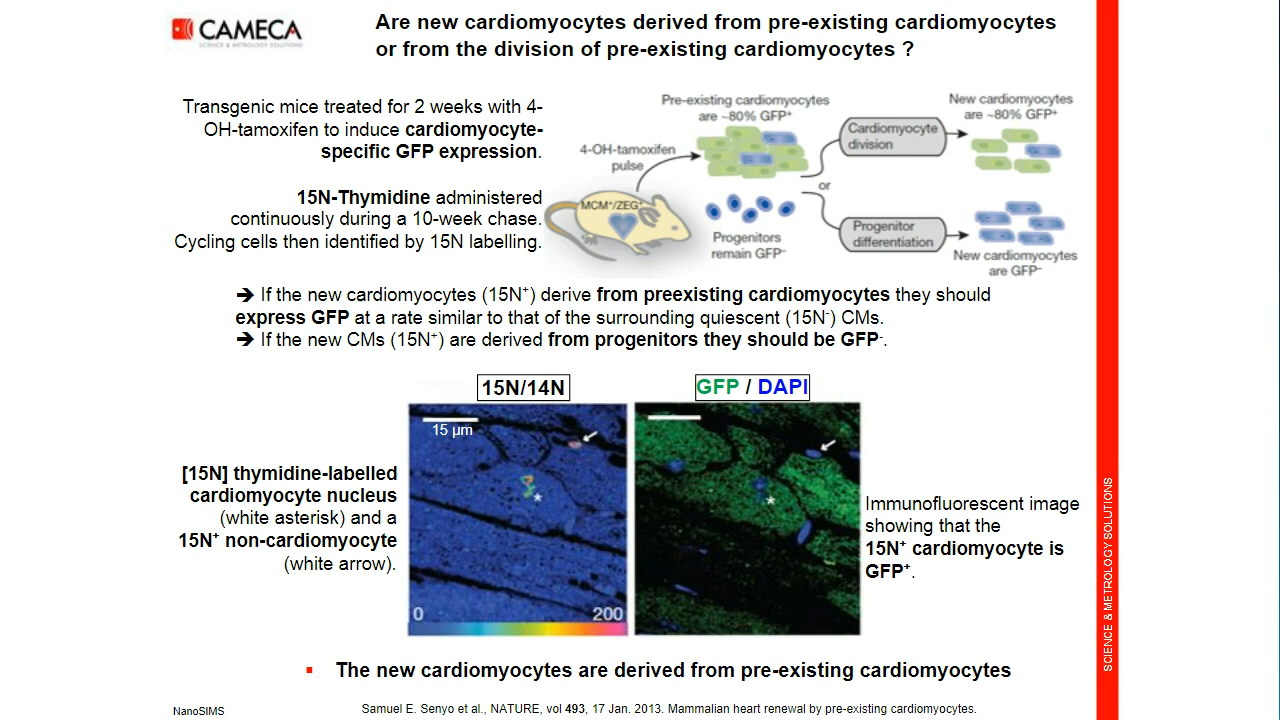 CAMECA
SCIENCE & METROLOGY SOLUTIONS
Are new cardiomyocytes derived from pre-existing cardiomyocytes
or from the division of pre-existing cardiomyocytes ?
Transgenic mice treated for 2 weeks with 4-
OH-tamoxifen to induce cardiomyocyte-
specific GFP expression.
15N-Thymidine administered
continuously during a 10-week chase.
Cycling cells then identified by 15N labelling.
4-OH-tamoxifen
pulse
MCM⁺/ZEG⁺
Pre-existing cardiomyocytes
are ~80% GFP⁺
Progenitors
remain GFP⁻
or
Cardiomyocyte
division
Progenitor
differentiation
New cardiomyocytes
are ~80% GFP⁺
New cardiomyocytes
are GFP⁻
➔ If the new cardiomyocytes (15N⁺) derive from preexisting cardiomyocytes they should
express GFP at a rate similar to that of the surrounding quiescent (15N⁻) CMs.
➔ If the new CMs (15N⁺) are derived from progenitors they should be GFP⁻.
15N/14N
GFP / DAPI
15 µm
*
0
200
*
[15N] thymidine-labelled
cardiomyocyte nucleus
(white asterisk) and a
15N⁺ non-cardiomyocyte
(white arrow).
Immunofluorescent image
showing that the
15N⁺ cardiomyocyte is
GFP⁺.
▪ The new cardiomyocytes are derived from pre-existing cardiomyocytes
NanoSIMS
Samuel E. Senyo et al., NATURE, vol 493, 17 Jan. 2013. Mammalian heart renewal by pre-existing cardiomyocytes.
SCIENCE & METROLOGY SOLUTIONS